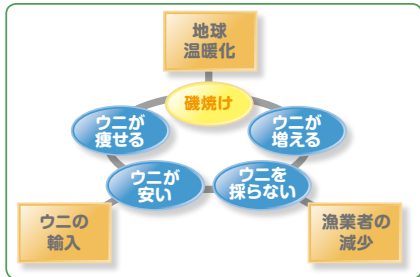 地球
温暖化
磯焼け
ウニが
痩せる
ウニが
増える
ウニが
安い
ウニを
採らない
ウニの
輸入
漁業者の
減少